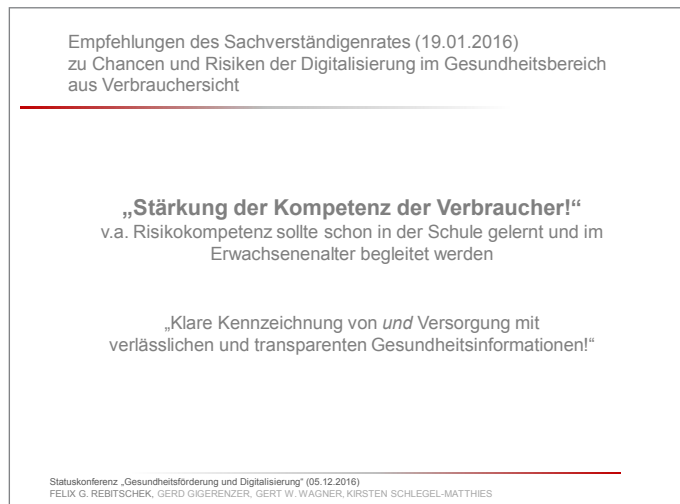 Empfehlungen des Sachverständigenrates (19.01.2016)
zu Chancen und Risiken der Digitalisierung im Gesundheitsbereich
aus Verbrauchersicht
„Stärkung der Kompetenz der Verbraucher!“
v.a. Risikokompetenz sollte schon in der Schule gelernt und im
Erwachsenenalter begleitet werden
„Klare Kennzeichnung von und Versorgung mit
verlässlichen und transparenten Gesundheitsinformationen!“
Statuskonferenz „Gesundheitsförderung und Digitalisierung“ (05.12.2016)
FELIX G. REBITSCHEK, GERD GIGERENZER, GERT W. WAGNER, KIRSTEN SCHLEGEL-MATTHIES